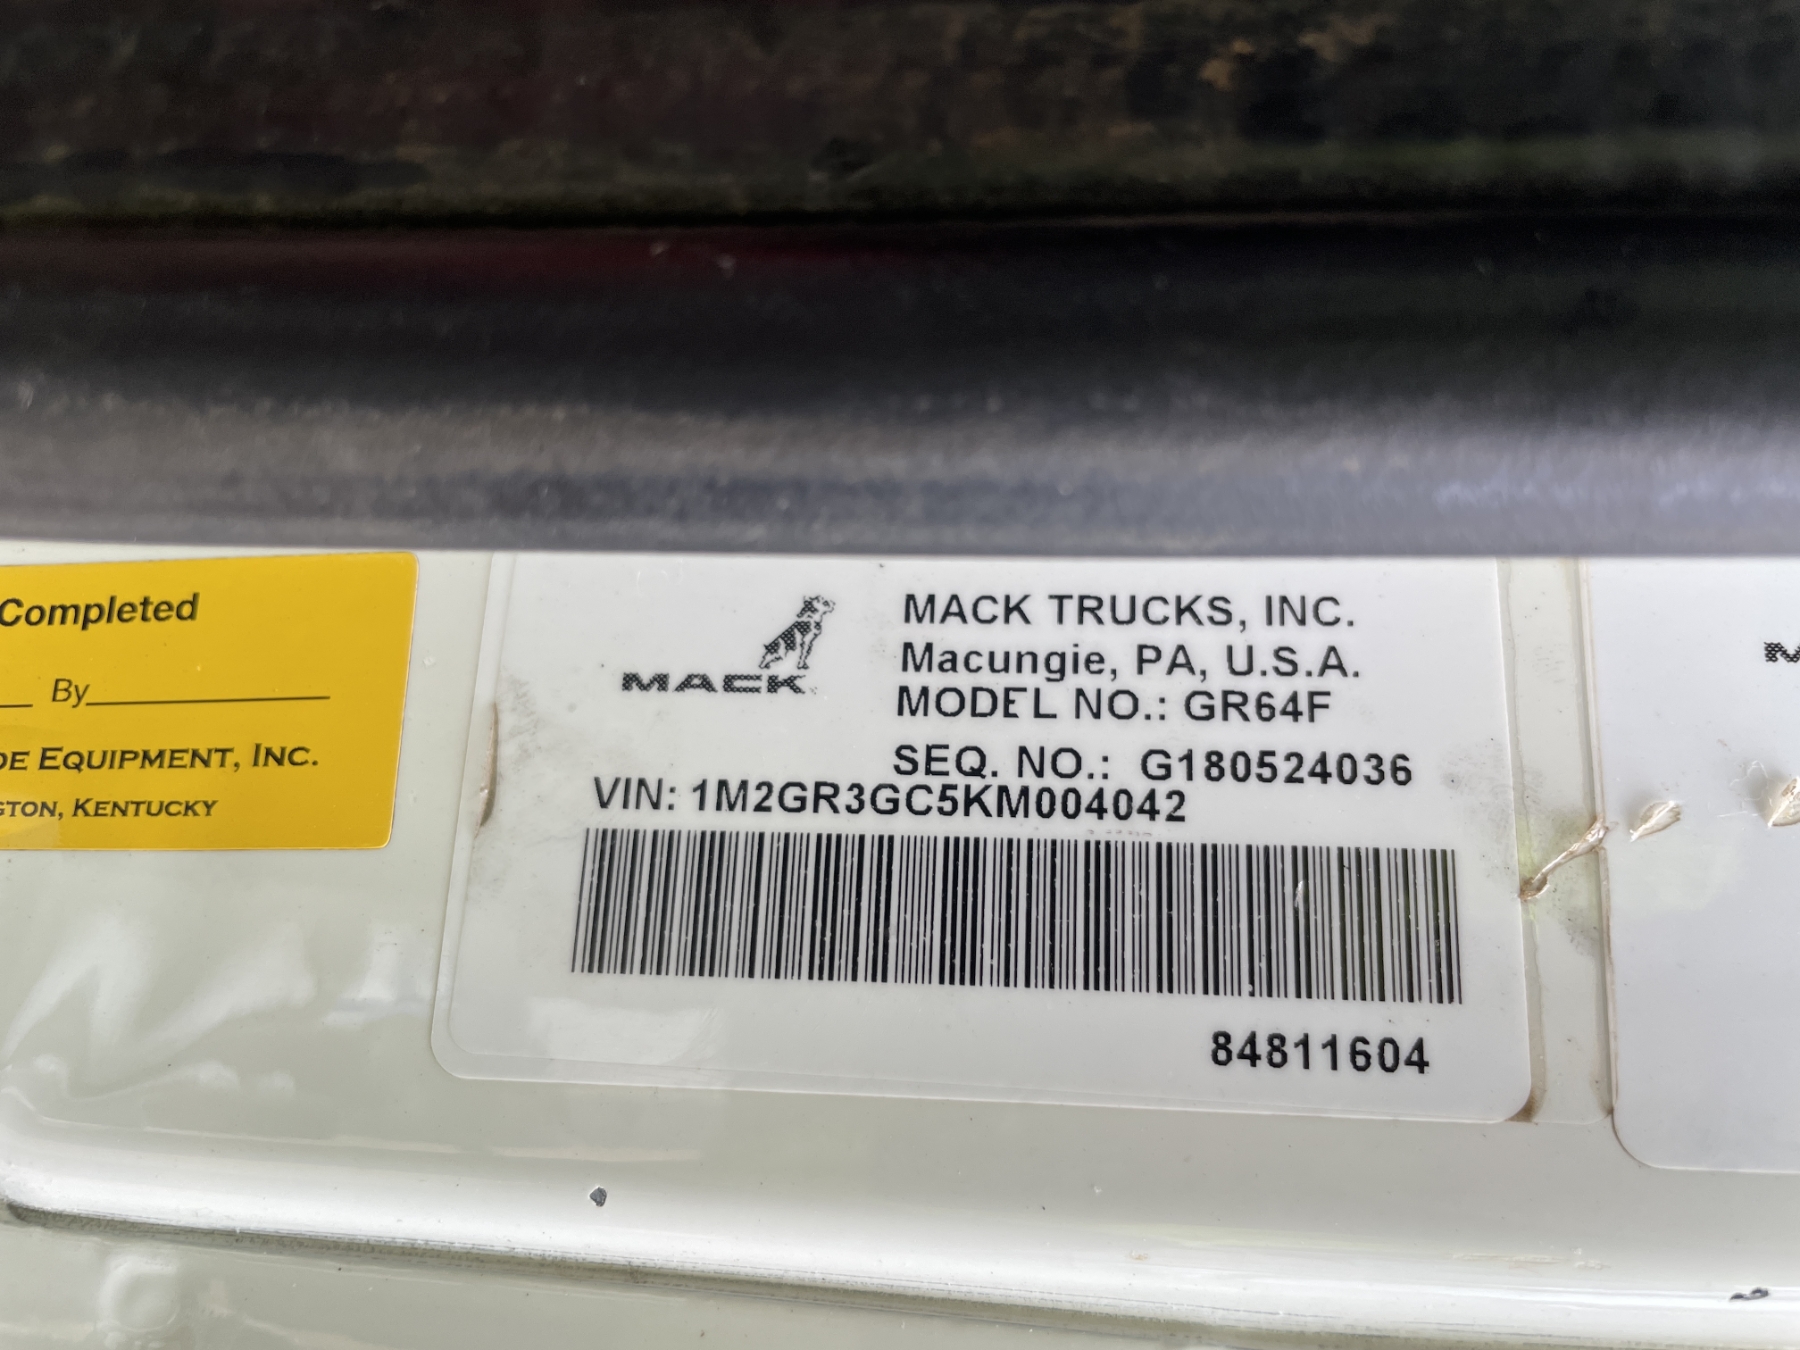 Completed
By
DE EQUIPMENT, INC.
GTON, KENTUCKY
MACK
MACK TRUCKS, INC.
Macungie, PA, U.S.A.
MODEL NO.: GR64F
SEQ. NO.: G180524036
VIN: 1M2GR3GC5KM004042
84811604
M